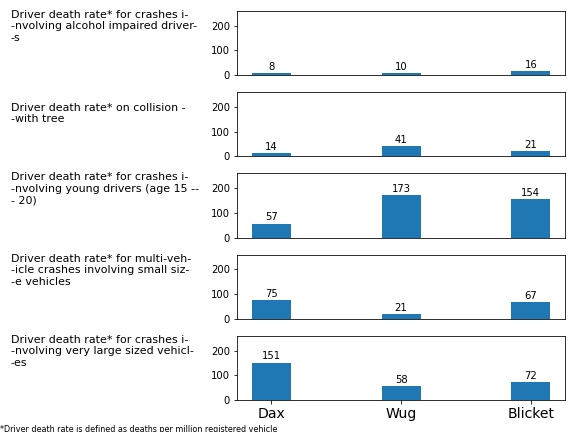 Driver death rate* for crashes i-
-nvolving alcohol impaired driver-
-s
200
100
0
8
10
16
Driver death rate* on collision -
-with tree
200
100
0
14
41
21
Driver death rate* for crashes i-
-nvolving young drivers (age 15 --
- 20)
200
100
0
57
173
154
Driver death rate* for multi-veh-
-icle crashes involving small siz-
-e vehicles
200
100
0
75
21
67
Driver death rate* for crashes i-
-nvolving very large sized vehicl-
-es
200
100
0
151
58
72
Dax
Wug
Blicket
*Driver death rate is defined as deaths per million registered vehicle